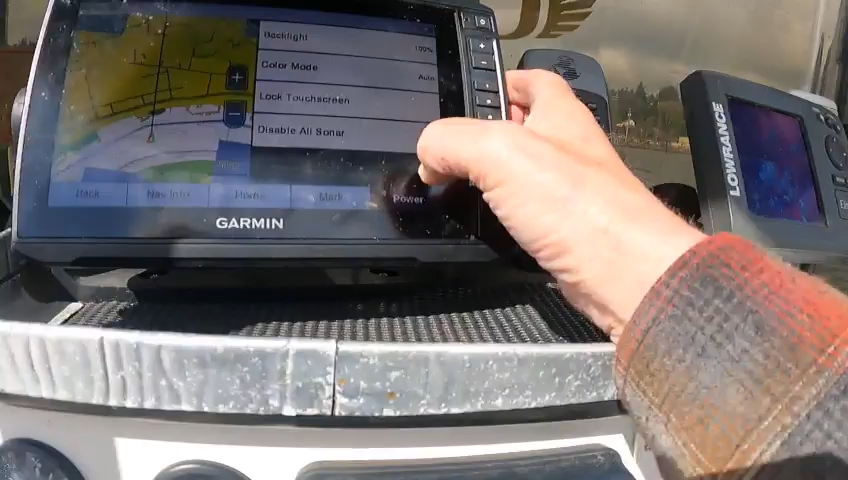 Backlight
100%
Color Mode
Auto
Lock Touchscreen
Disable All Sonar
Back
Nav Info
Home
Mark
Power
GARMIN
LOWRANCE